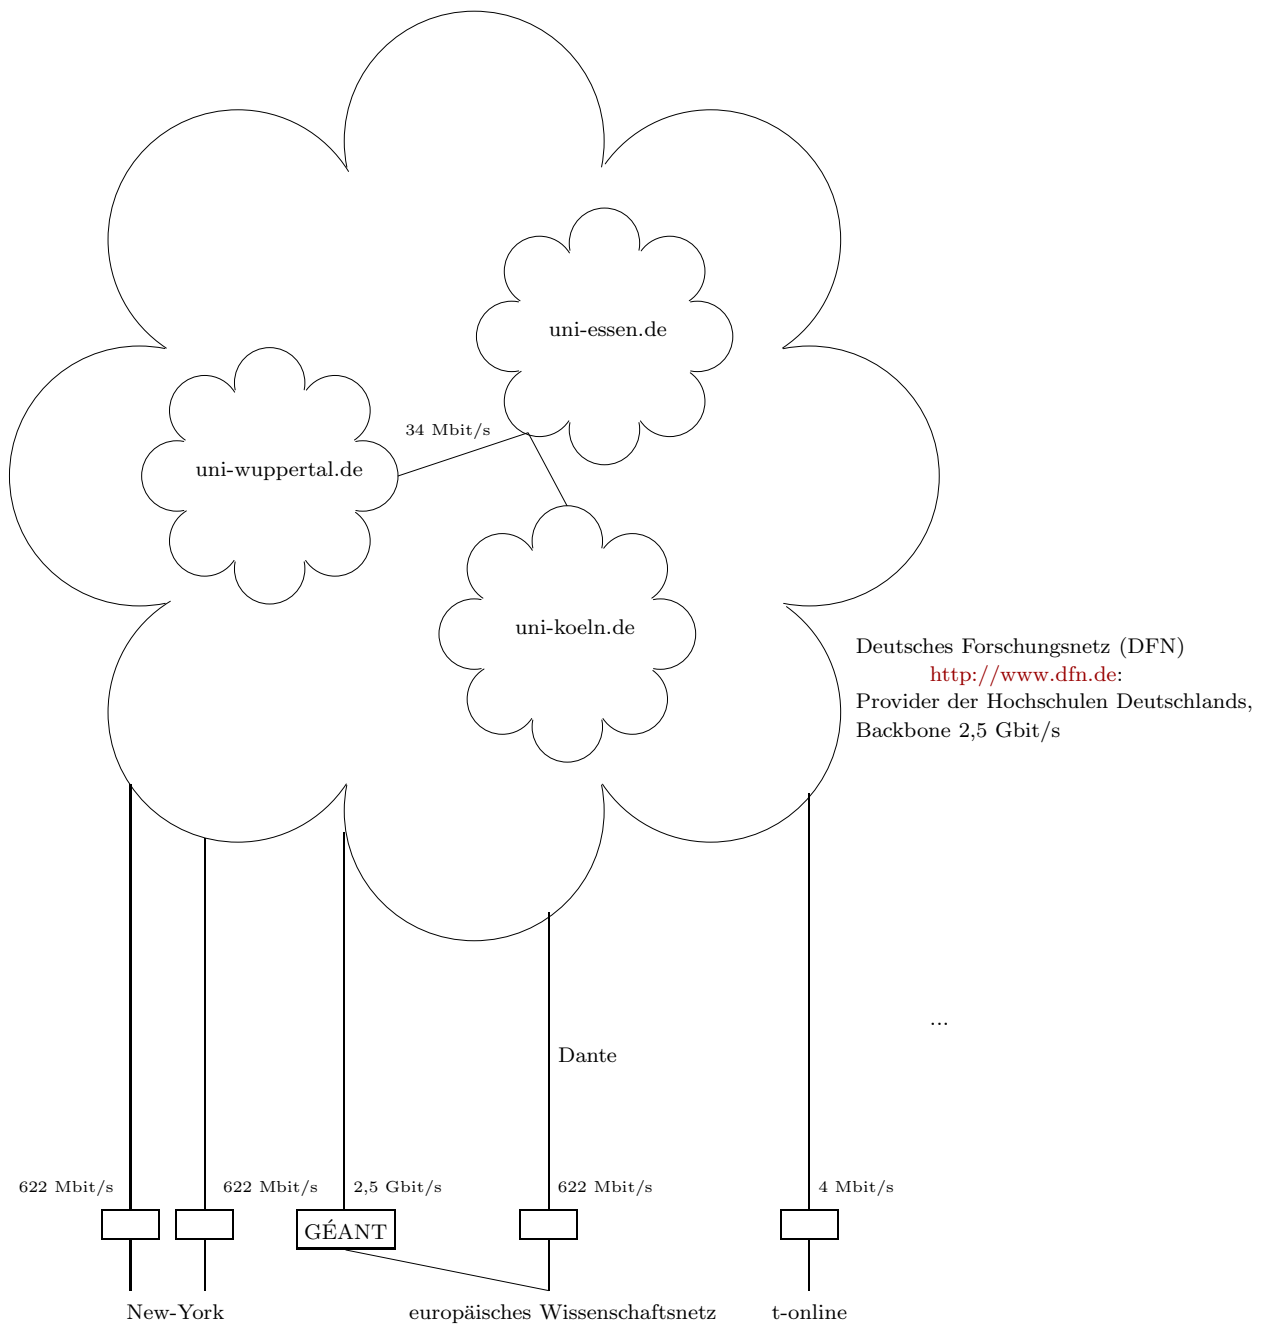 uni-essen.de
34 Mbit/s
uni-wuppertal.de
uni-koeln.de
Deutsches Forschungsnetz (DFN)
http://www.dfn.de:
Provider der Hochschulen Deutschlands,
Backbone 2,5 Gbit/s
...
Dante
622 Mbit/s
622 Mbit/s
2,5 Gbit/s
622 Mbit/s
4 Mbit/s
GÉANT
New-York
europäisches Wissenschaftsnetz
t-online